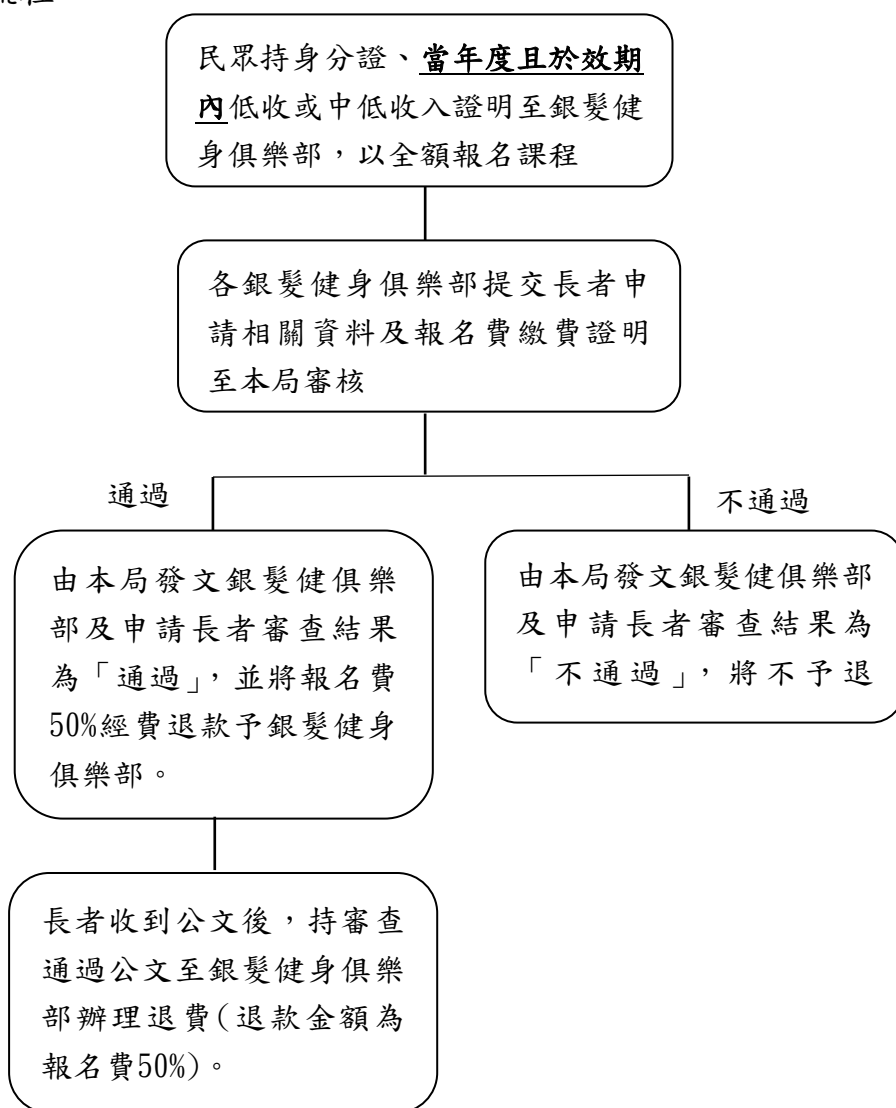 民眾持身分證、當年度且於效期
內低收或中低收入證明至銀髮健
身俱樂部，以全額報名課程
各銀髮健身俱樂部提交長者申
請相關資料及報名費繳費證明
至本局審核
通過
不通過
由本局發文銀髮健俱樂
部及申請長者審查結果
為「通過」，並將報名費
50%經費退款予銀髮健身
俱樂部。
由本局發文銀髮健俱樂部
及申請長者審查結果為
「不通過」，將不予退
長者收到公文後，持審查
通過公文至銀髮健身俱樂
部辦理退費(退款金額為
報名費50%)。